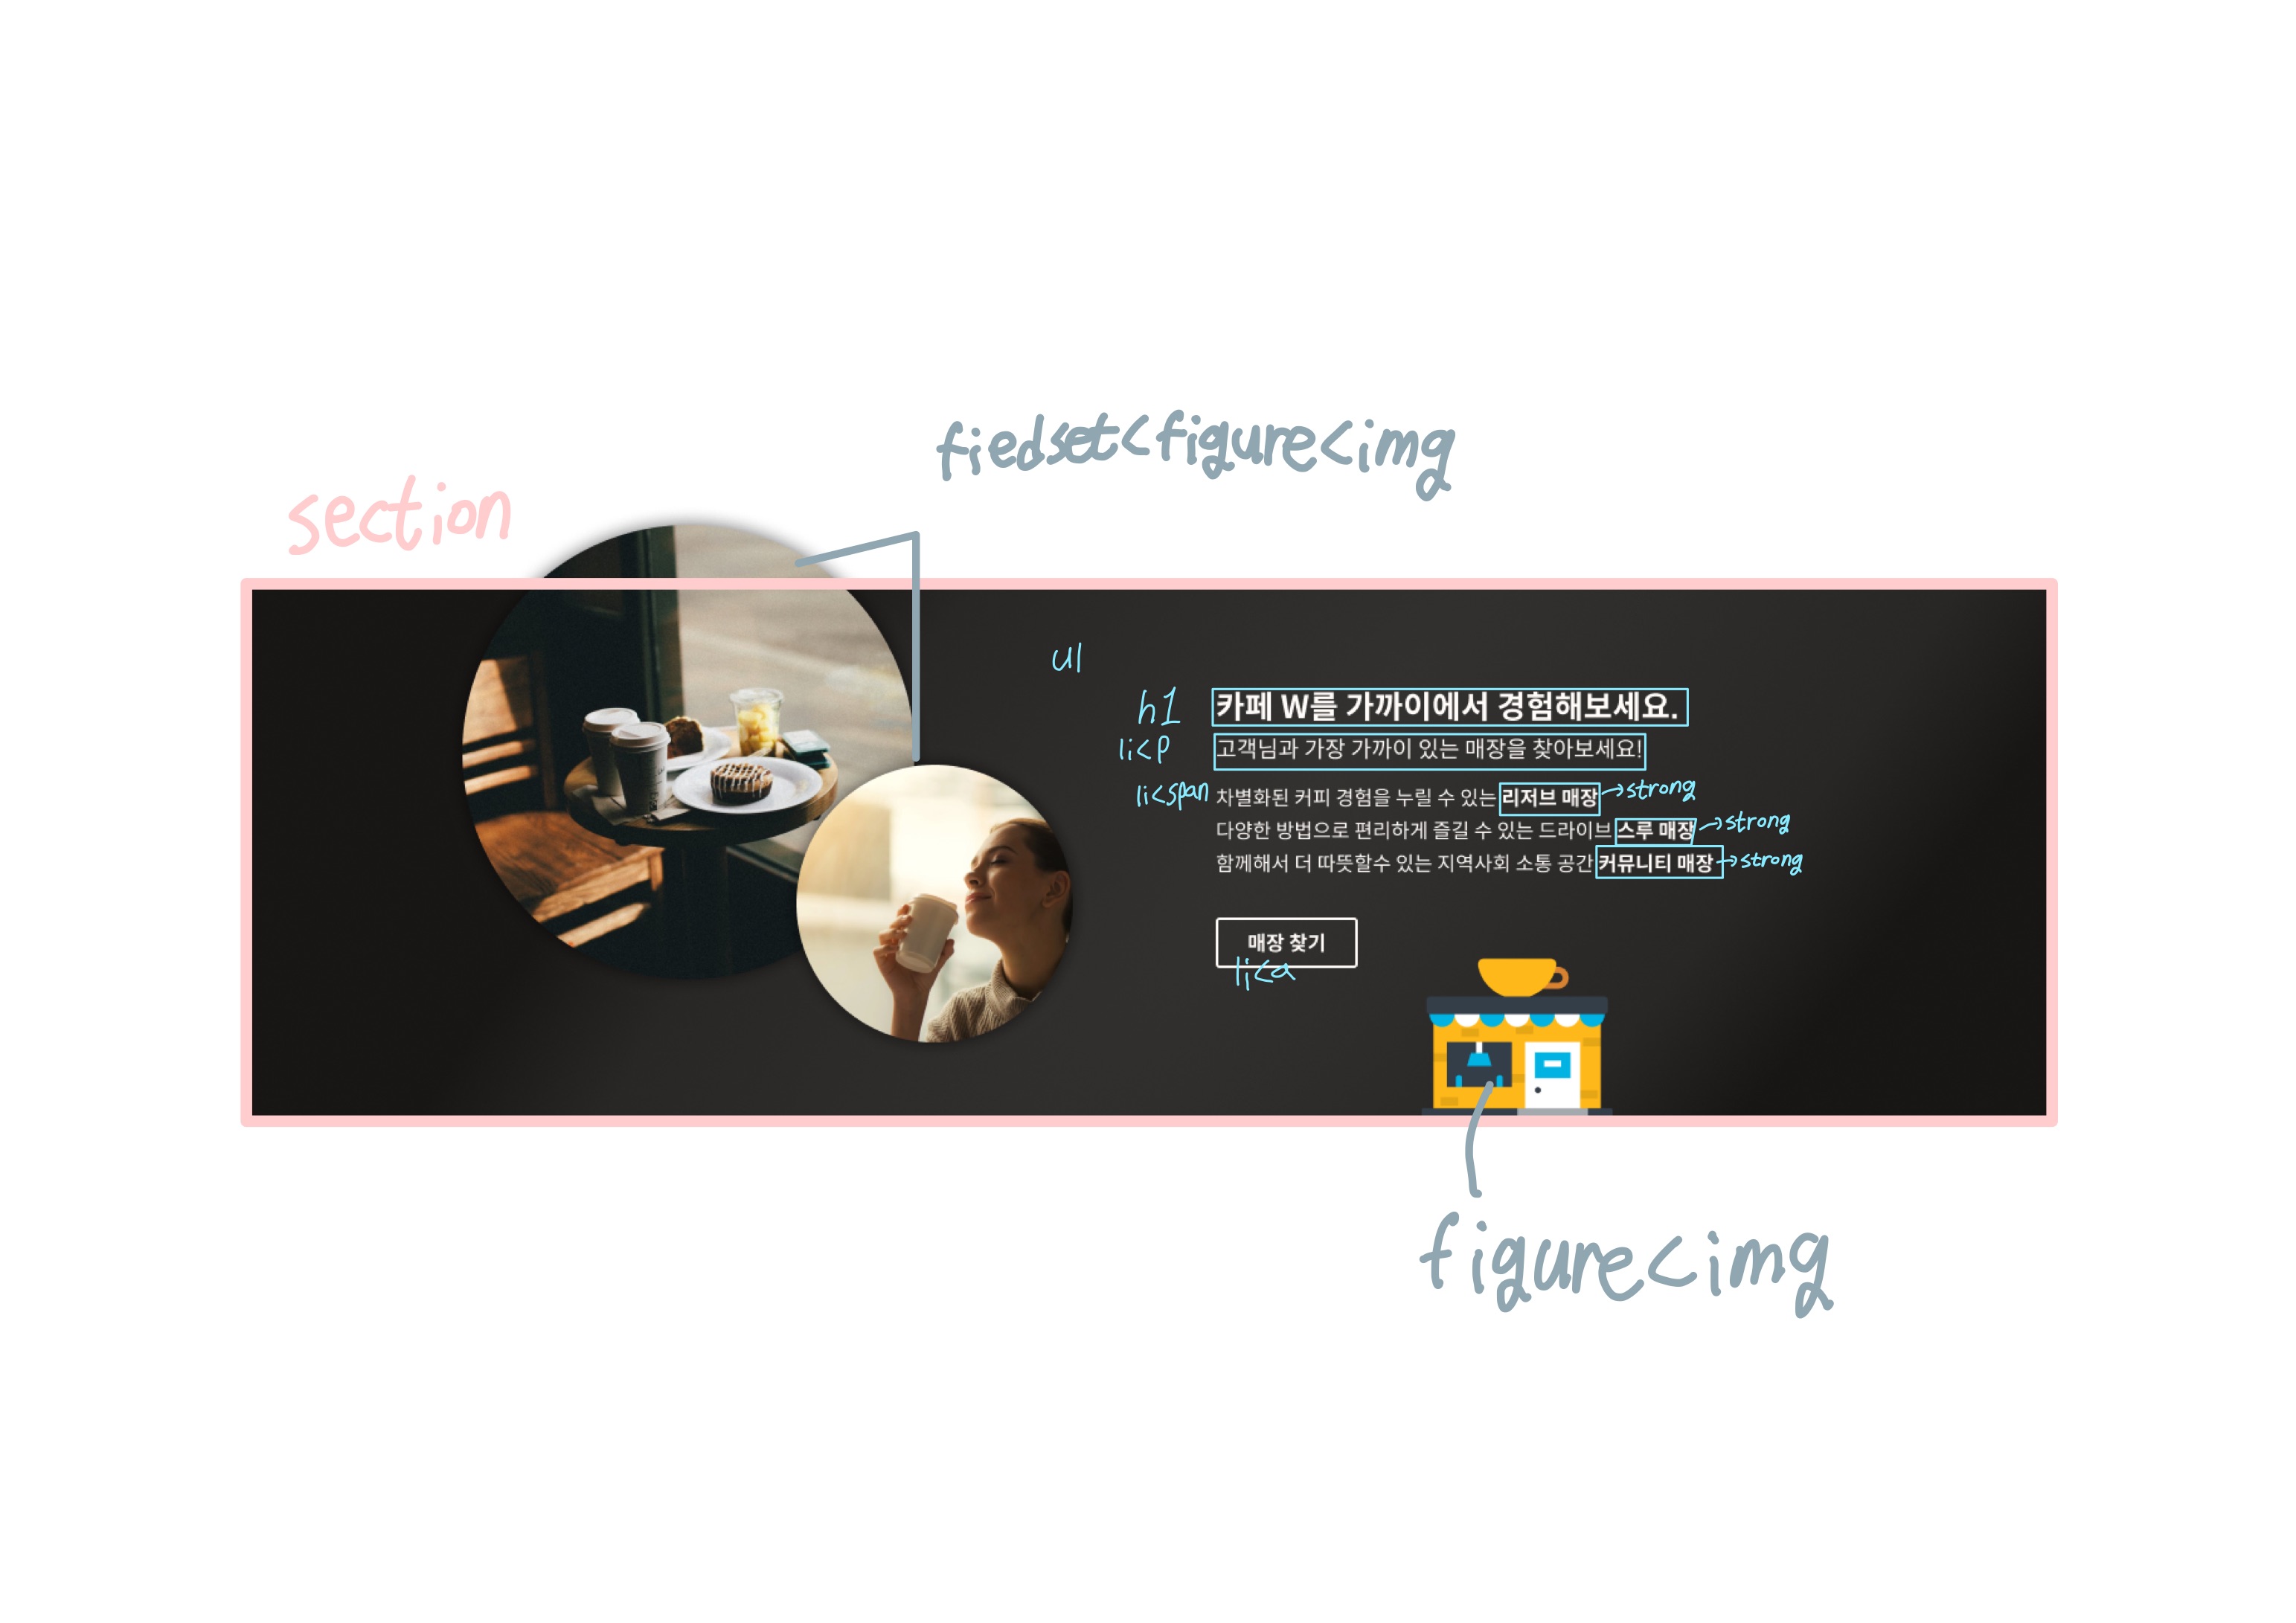 fiedset<figure<img
section
ul
h1 카페 W를 가까이에서 경험해보세요.
li<p 고객님과 가장 가까이 있는 매장을 찾아보세요!
li<span 차별화된 커피 경험을 누릴 수 있는 리저브 매장 →strong
다양한 방법으로 편리하게 즐길 수 있는 드라이브 스루 매장 →strong
함께해서 더 따뜻할수 있는 지역사회 소통 공간 커뮤니티 매장 →strong
매장 찾기
li<a
figure<img